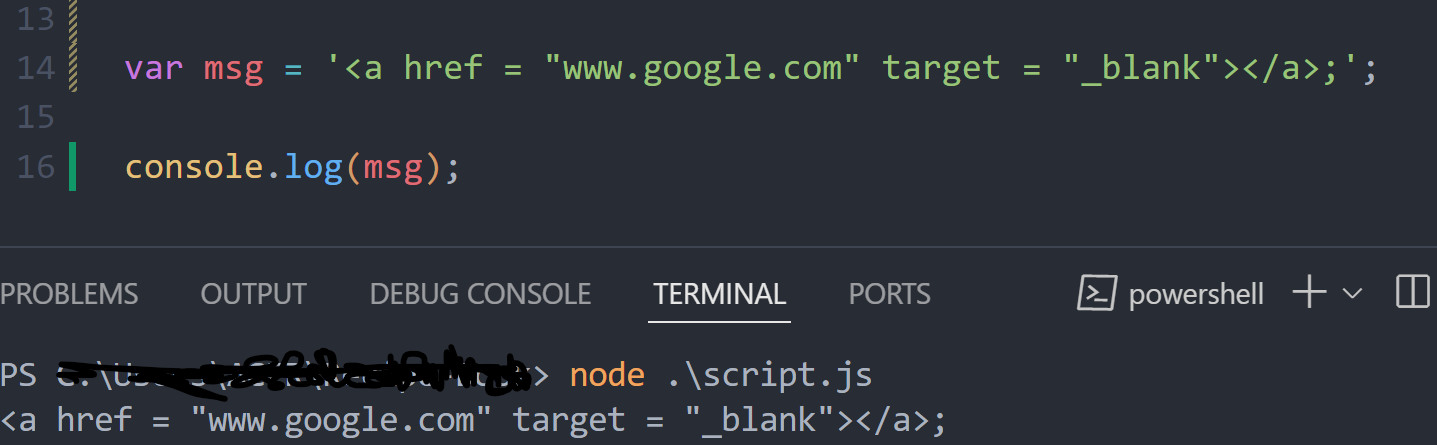 13
14 var msg = '<a href = "www.google.com" target = "_blank"></a>;';
15
16 console.log(msg);
PROBLEMS OUTPUT DEBUG CONSOLE TERMINAL PORTS powershell
PS > node .\script.js
<a href = "www.google.com" target = "_blank"></a>;